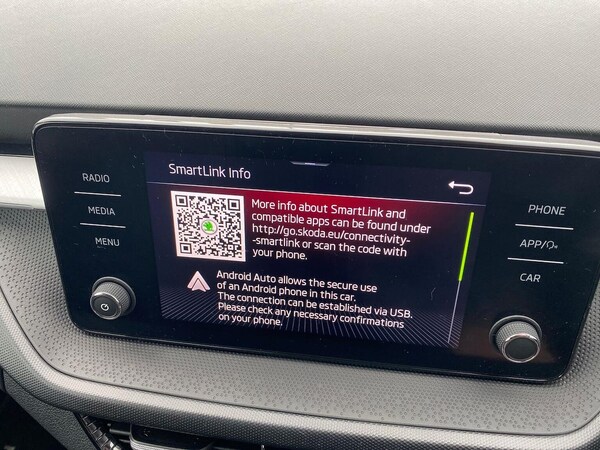 SmartLink Info
RADIO
MEDIA
MENU
More info about SmartLink and
compatible apps can be found under
http://go.skoda.eu/connectivity-
-smartlink or scan the code with
your phone.
Android Auto allows the secure use
of an Android phone in this car.
The connection can be established via USB.
Please check any necessary confirmations
on your phone.
PHONE
APP/
CAR